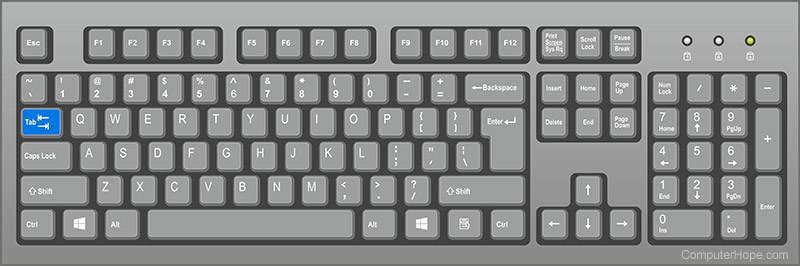 Esc F1 F2 F3 F4 F5 F6 F7 F8 F9 F10 F11 F12 Print Screen Sys Rq Scroll Lock Pause Break
1 A
~ ` ! 1 @ 2 # 3 $ 4 % 5 ^ 6 & 7 * 8 ( 9 ) 0 _ - + = ←Backspace Insert Home Page Up Num Lock / * −
Tab Q W E R T Y U I O P { [ } ] Enter ↵ Delete End Page Down 7 Home 8 ↑ 9 PgUp +
Caps Lock A S D F G H J K L : ; " ' | \ 4 ← 5 6 →
⇧Shift Z X C V B N M < , > . ? / ⇧Shift ↑ 1 End 2 ↓ 3 PgDn Enter
Ctrl Alt Alt Ctrl ← ↓ → 0 Ins . Del
ComputerHope.com